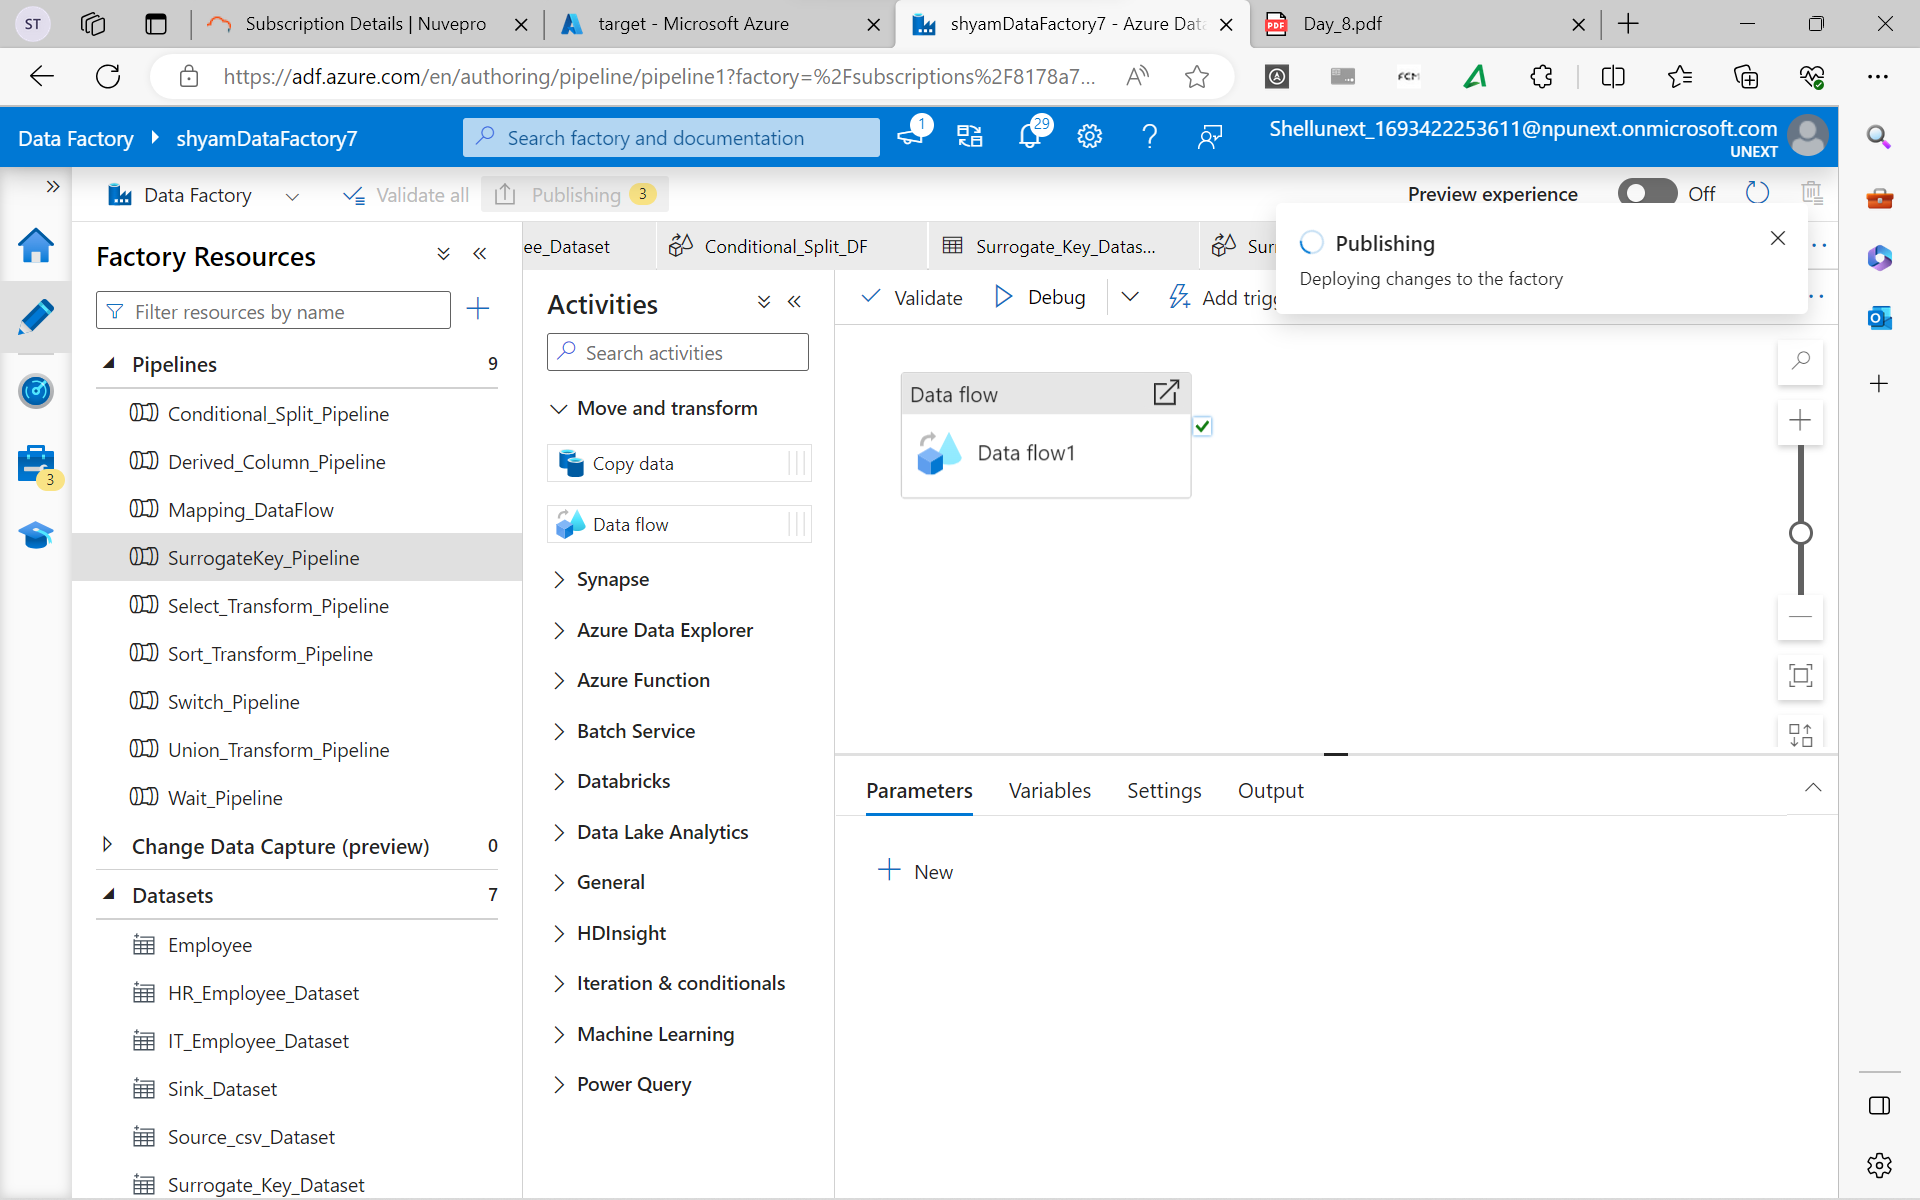 ST
Subscription Details | Nuvepro
target - Microsoft Azure
shyamDataFactory7 - Azure Data
PDF
Day_8.pdf
https://adf.azure.com/en/authoring/pipeline/pipeline1?factory=%2Fsubscriptions%2F8178a7...
FCM
Data Factory
shyamDataFactory7
Search factory and documentation
1
29
Shellunext_1693422253611@npunext.onmicrosoft.com
UNEXT
Data Factory
Validate all
Publishing
3
Preview experience
Off
Factory Resources
Filter resources by name
Pipelines
9
Conditional_Split_Pipeline
Derived_Column_Pipeline
Mapping_DataFlow
SurrogateKey_Pipeline
Select_Transform_Pipeline
Sort_Transform_Pipeline
Switch_Pipeline
Union_Transform_Pipeline
Wait_Pipeline
Change Data Capture (preview)
0
Datasets
7
Employee
HR_Employee_Dataset
IT_Employee_Dataset
Sink_Dataset
Source_csv_Dataset
Surrogate_Key_Dataset
3
ee_Dataset
Conditional_Split_DF
Surrogate_Key_Datas...
Sur
Publishing
Deploying changes to the factory
Activities
Search activities
Move and transform
Copy data
Data flow
Synapse
Azure Data Explorer
Azure Function
Batch Service
Databricks
Data Lake Analytics
General
HDInsight
Iteration & conditionals
Machine Learning
Power Query
Validate
Debug
Add trigg
Data flow
Data flow1
Parameters
Variables
Settings
Output
New